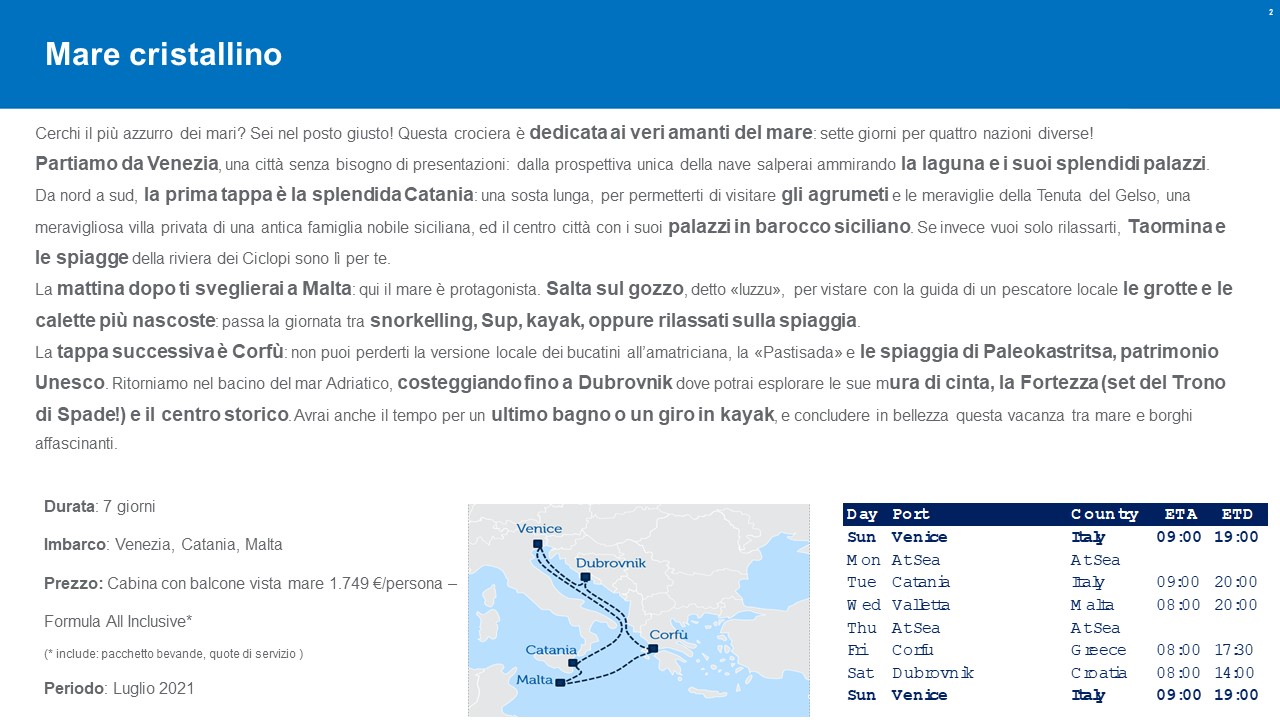 2
Mare cristallino
Cerchi il più azzurro dei mari? Sei nel posto giusto! Questa crociera è dedicata ai veri amanti del mare: sette giorni per quattro nazioni diverse!
Partiamo da Venezia, una città senza bisogno di presentazioni: dalla prospettiva unica della nave salperai ammirando la laguna e i suoi splendidi palazzi.
Da nord a sud, la prima tappa è la splendida Catania: una sosta lunga, per permetterti di visitare gli agrumeti e le meraviglie della Tenuta del Gelso, una
meravigliosa villa privata di una antica famiglia nobile siciliana, ed il centro città con i suoi palazzi in barocco siciliano. Se invece vuoi solo rilassarti, Taormina e
le spiagge della riviera dei Ciclopi sono lì per te.
La mattina dopo ti sveglierai a Malta: qui il mare è protagonista. Salta sul gozzo, detto «luzzu», per vistare con la guida di un pescatore locale le grotte e le
calette più nascoste: passa la giornata tra snorkelling, Sup, kayak, oppure rilassati sulla spiaggia.
La tappa successiva è Corfù: non puoi perderti la versione locale dei bucatini all'amatriciana, la «Pastisada» e le spiaggia di Paleokastritsa, patrimonio
Unesco. Ritorniamo nel bacino del mar Adriatico, costeggiando fino a Dubrovnik dove potrai esplorare le sue mura di cinta, la Fortezza (set del Trono
di Spade!) e il centro storico. Avrai anche il tempo per un ultimo bagno o un giro in kayak, e concludere in bellezza questa vacanza tra mare e borghi
affascinanti.
Durata: 7 giorni
Imbarco: Venezia, Catania, Malta
Prezzo: Cabina con balcone vista mare 1.749 €/persona –
Formula All Inclusive*
(* include: pacchetto bevande, quote di servizio )
Periodo: Luglio 2021
Venice
Dubrovnik
Corfù
Catania
Malta
Day Port Country ETA ETD
Sun Venice Italy 09:00 19:00
Mon At Sea At Sea
Tue Catania Italy 09:00 20:00
Wed Valletta Malta 08:00 20:00
Thu At Sea At Sea
Fri Corfu Greece 08:00 17:30
Sat Dubrovnik Croatia 08:00 14:00
Sun Venice Italy 09:00 19:00